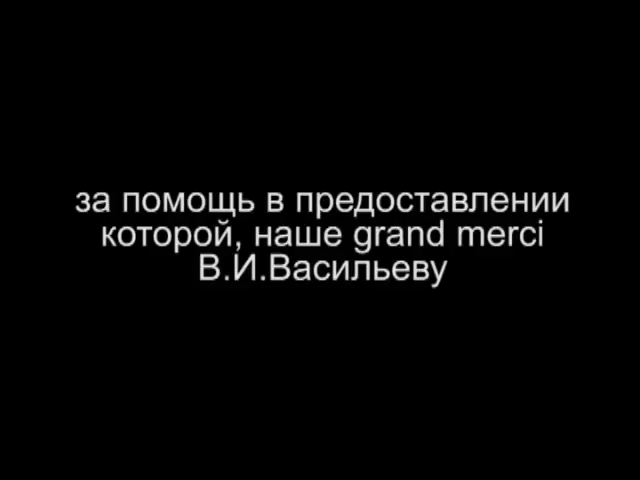 за помощь в предоставлении
которой, наше grand merci
В.И.Васильеву